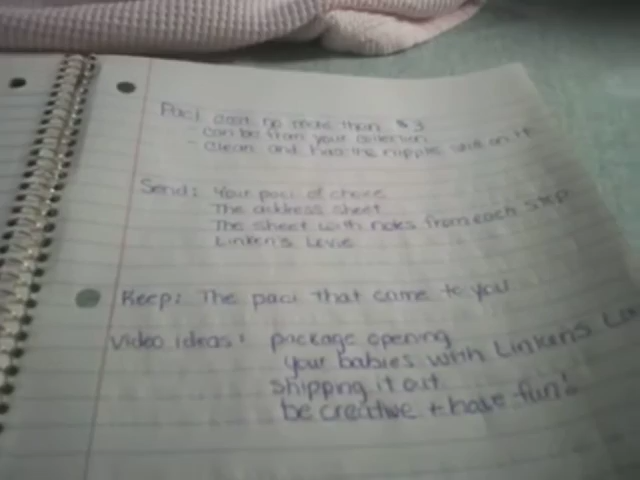 Paci cost no more than $3
- can be from your collection
- clean and has the nipple still on it
Send: Your paci of choice
The address sheet
The sheet with notes from each step
Linken's Lovie
Keep: The paci that came to you
Video ideas: package opening
your babies with Linken's
shipping it out
be creative + have fun!